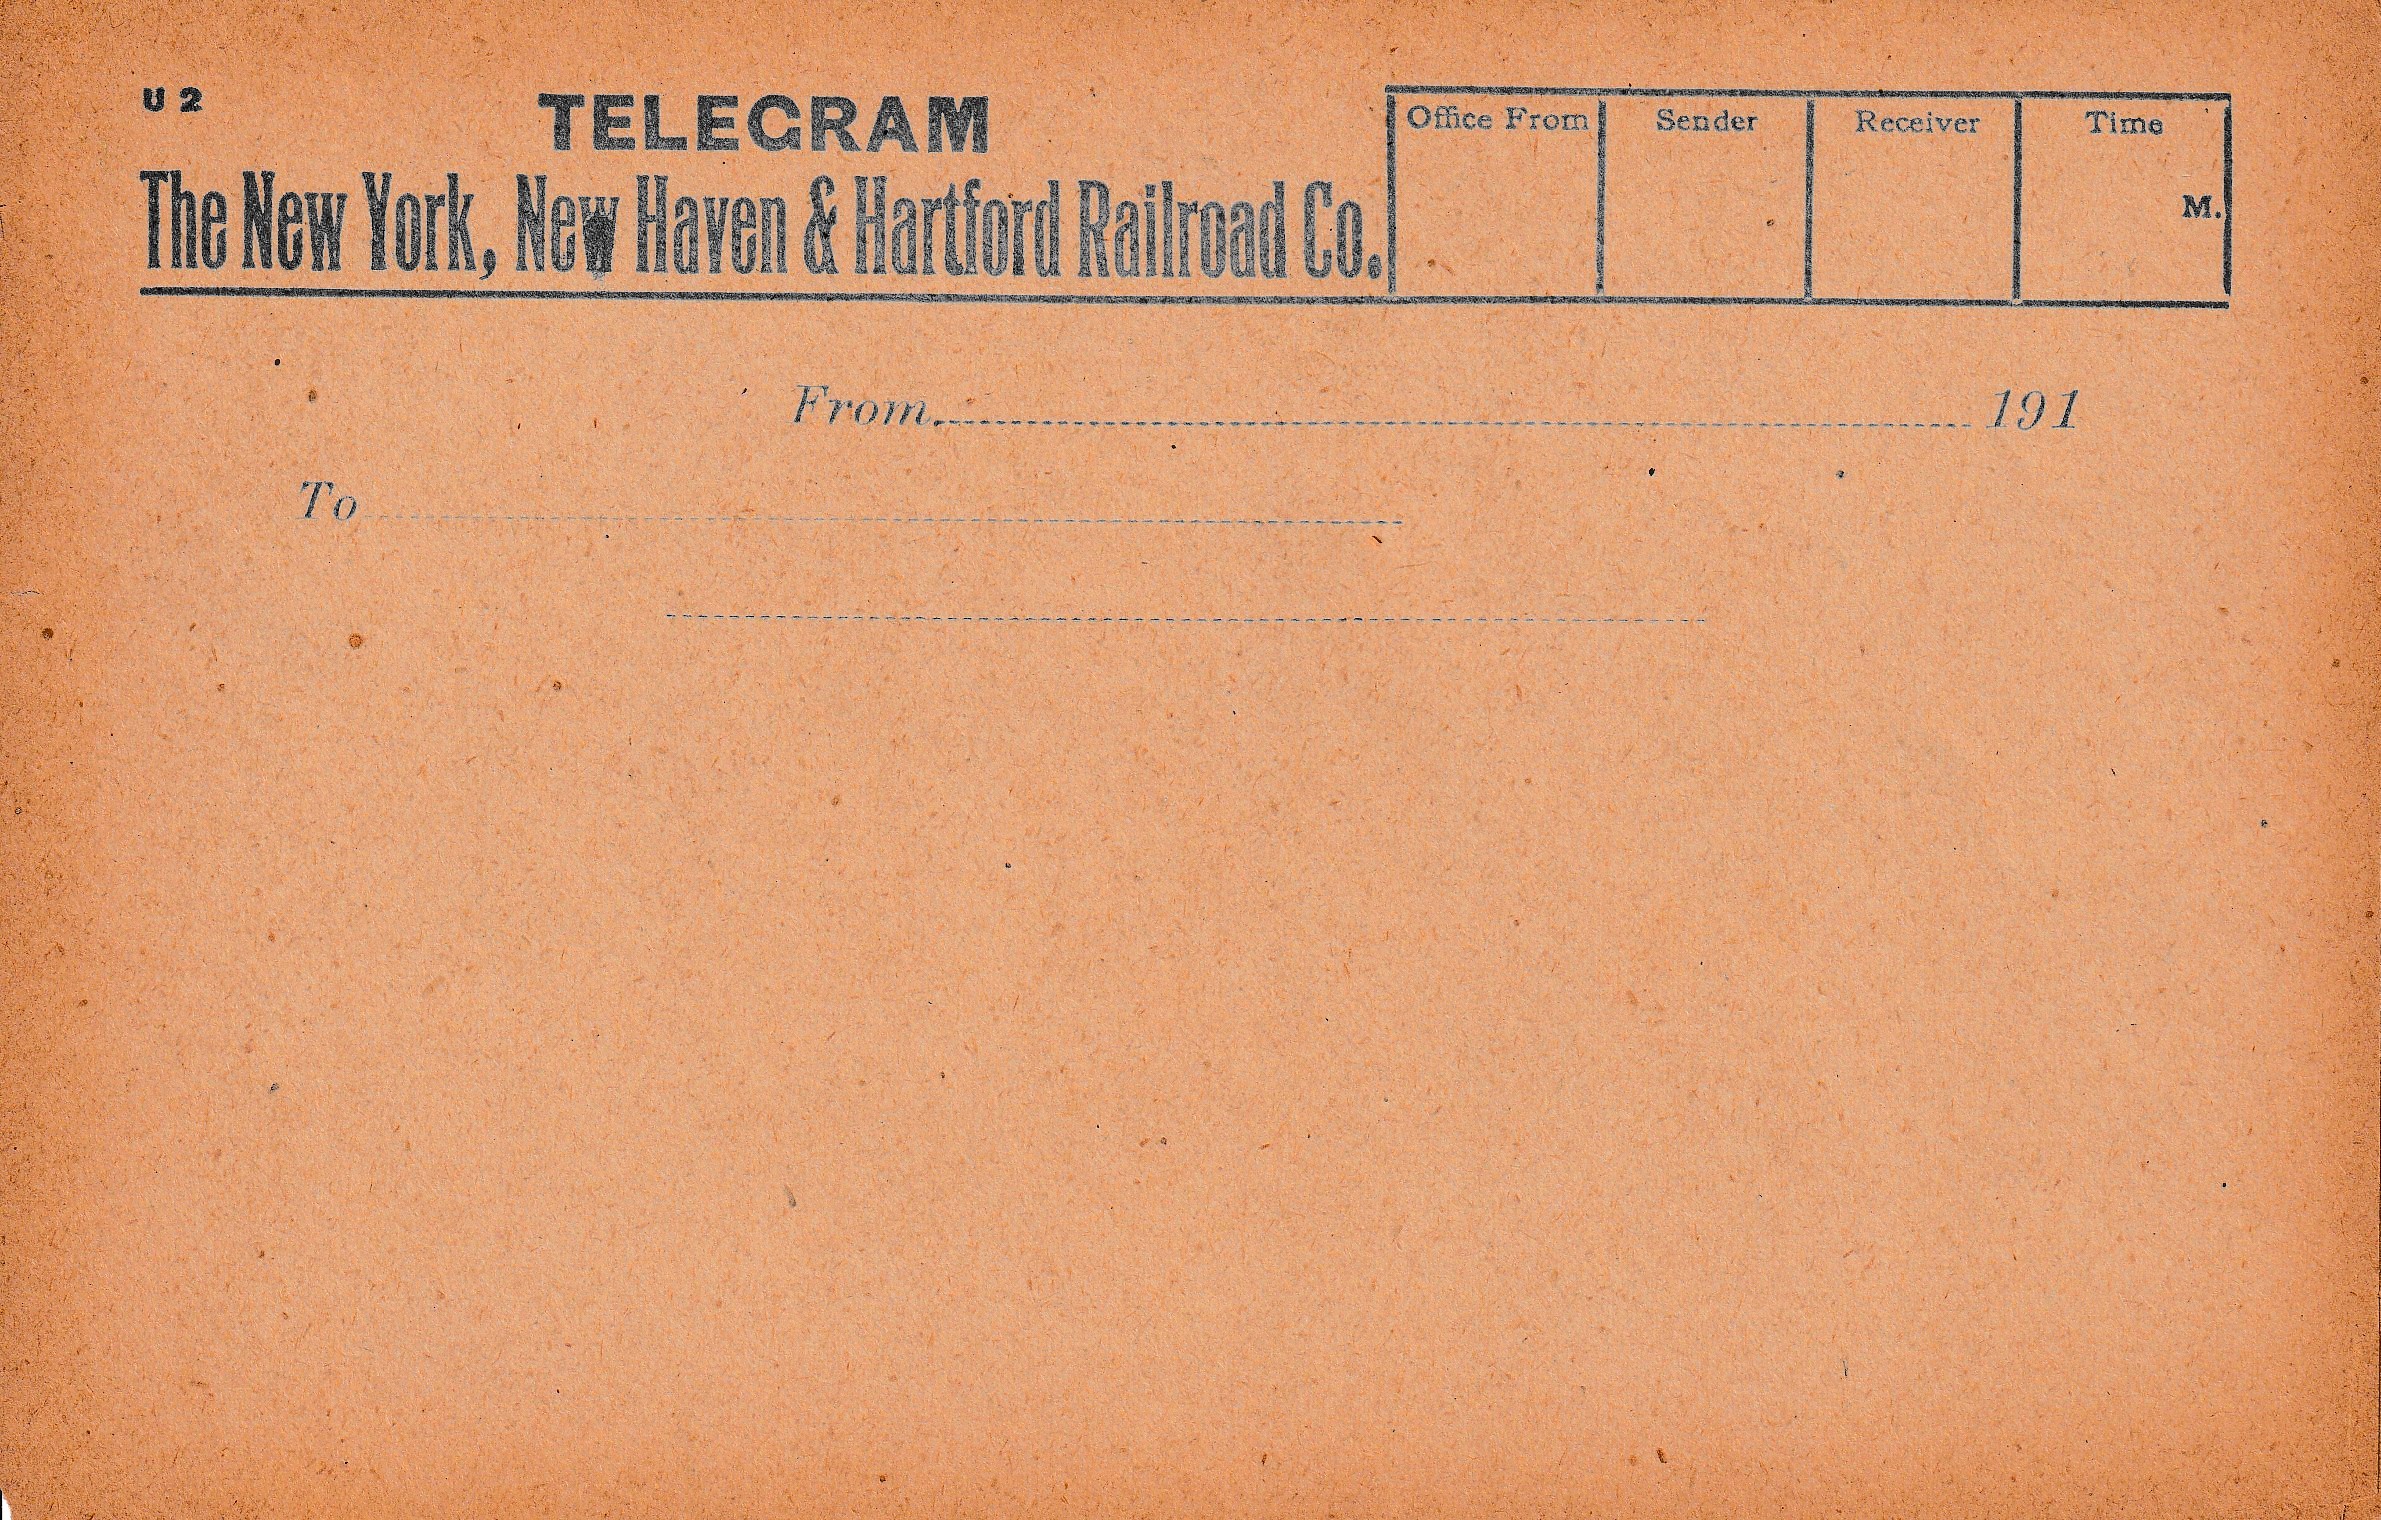 U 2
TELEGRAM
The New York, New Haven & Hartford Railroad Co.
Office From Sender Receiver Time
M.
From 191
To